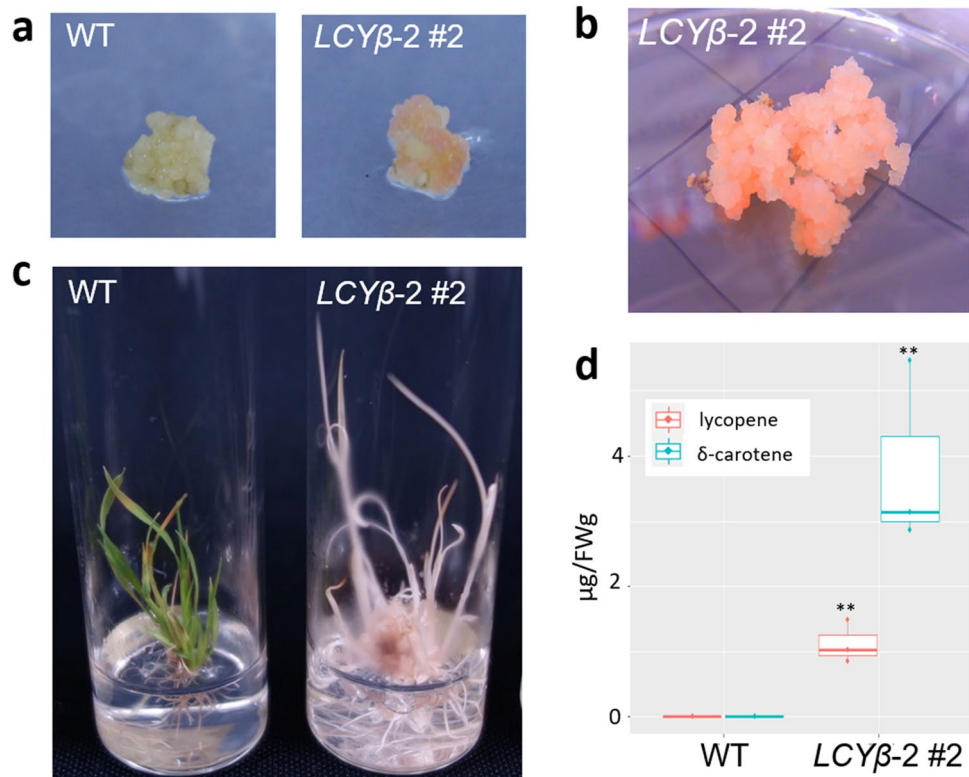 a
WT
LCYβ-2 #2
b
LCYβ-2 #2
c
WT
LCYβ-2 #2
d
**
**
lycopene
δ-carotene
4
2
0
µg/FWg
WT
LCYβ-2 #2